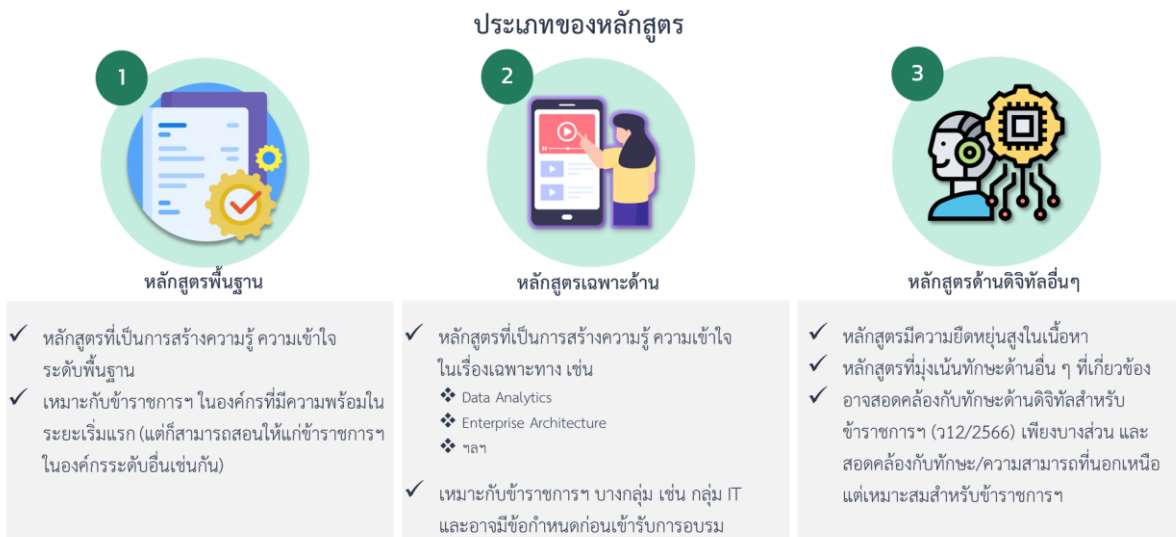 ประเภทของหลักสูตร
1
หลักสูตรพื้นฐาน
✓ หลักสูตรที่เป็นการสร้างความรู้ ความเข้าใจ
ระดับพื้นฐาน
✓ เหมาะกับข้าราชการฯ ในองค์กรที่มีความพร้อมใน
ระยะเริ่มแรก (แต่ก็สามารถสอนให้แก่ข้าราชการฯ
ในองค์กรระดับอื่นเช่นกัน)
2
หลักสูตรเฉพาะด้าน
✓ หลักสูตรที่เป็นการสร้างความรู้ ความเข้าใจ
ในเรื่องเฉพาะทาง เช่น
❖ Data Analytics
❖ Enterprise Architecture
❖ ฯลฯ
✓ เหมาะกับข้าราชการฯ บางกลุ่ม เช่น กลุ่ม IT
และอาจมีข้อกำหนดก่อนเข้ารับการอบรม
3
หลักสูตรด้านดิจิทัลอื่นๆ
✓ หลักสูตรมีความยืดหยุ่นสูงในเนื้อหา
✓ หลักสูตรที่มุ่งเน้นทักษะด้านอื่น ๆ ที่เกี่ยวข้อง
✓ อาจสอดคล้องกับทักษะด้านดิจิทัลสำหรับ
ข้าราชการฯ (ว12/2566) เพียงบางส่วน และ
สอดคล้องกับทักษะ/ความสามารถที่นอกเหนือ
แต่เหมาะสมสำหรับข้าราชการฯ